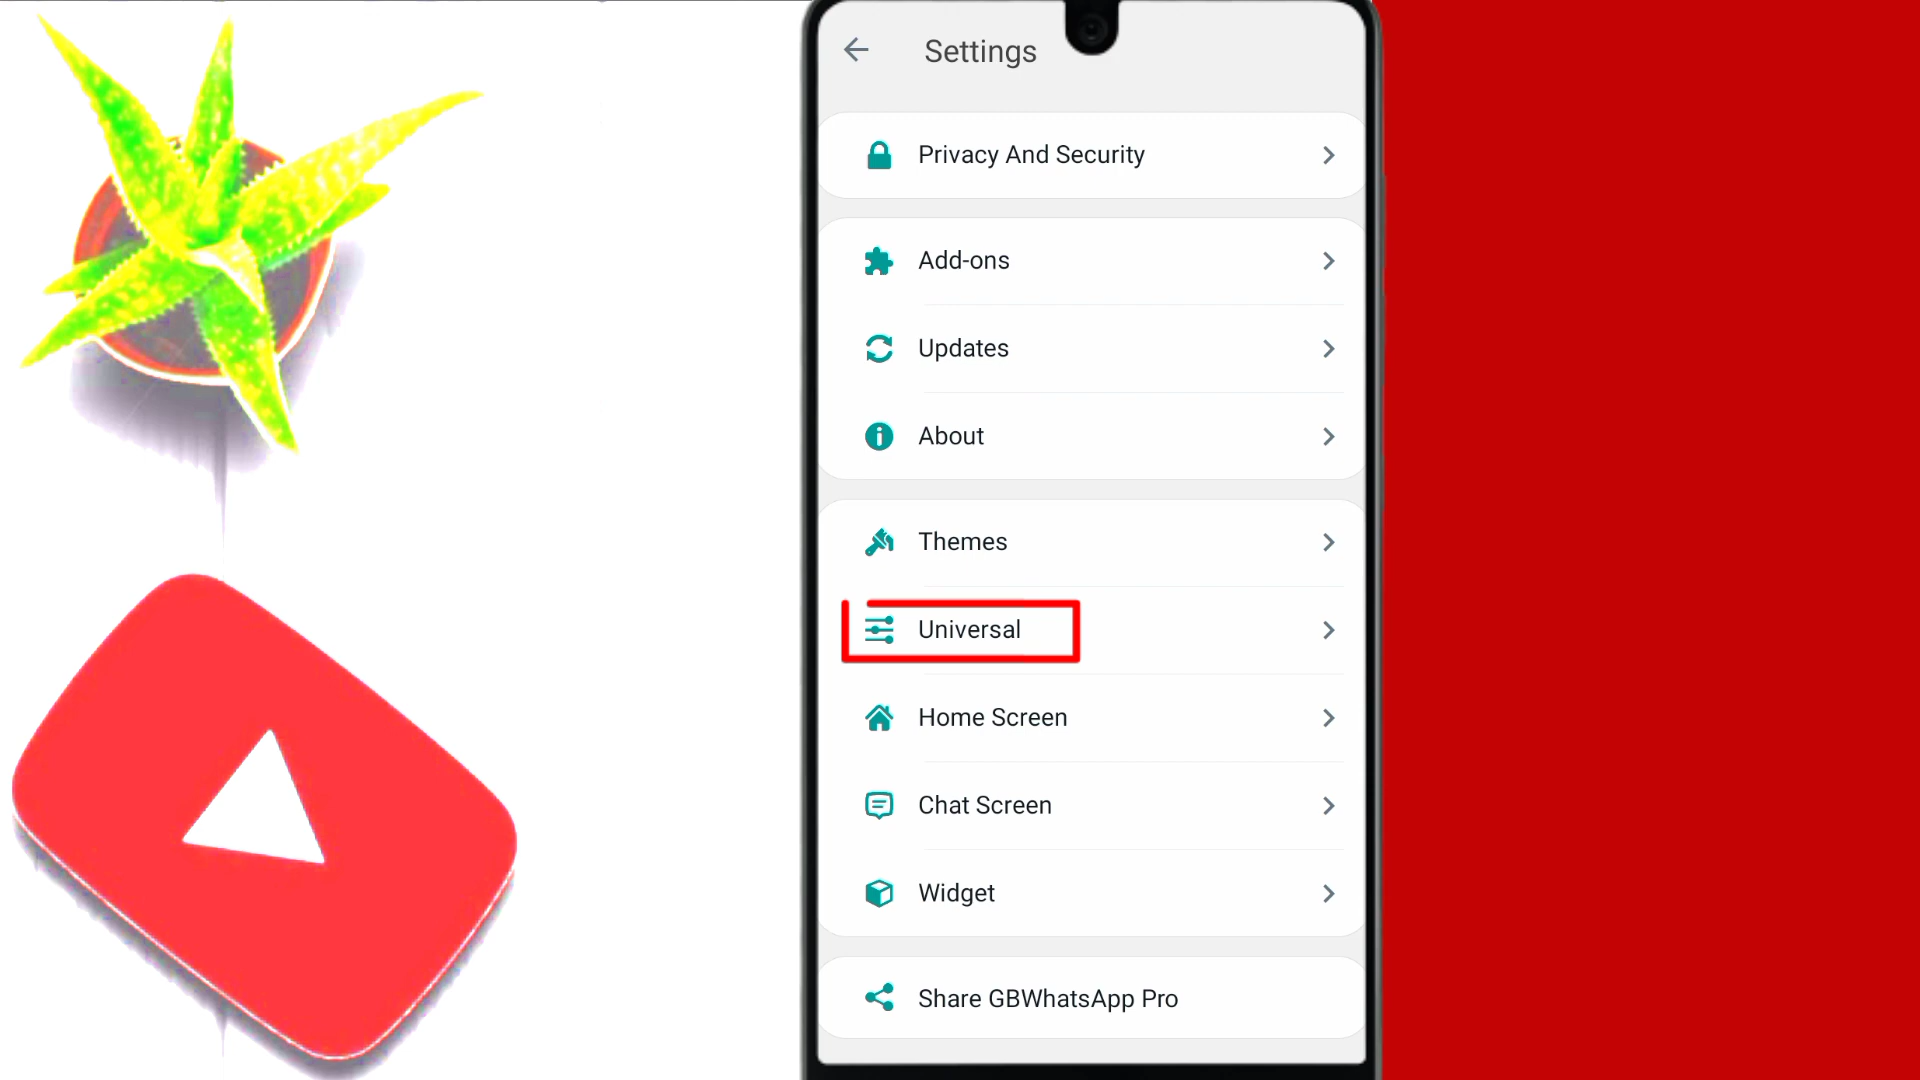 Settings
Privacy And Security
Add-ons
Updates
About
Themes
Universal
Home Screen
Chat Screen
Widget
Share GBWhatsApp Pro